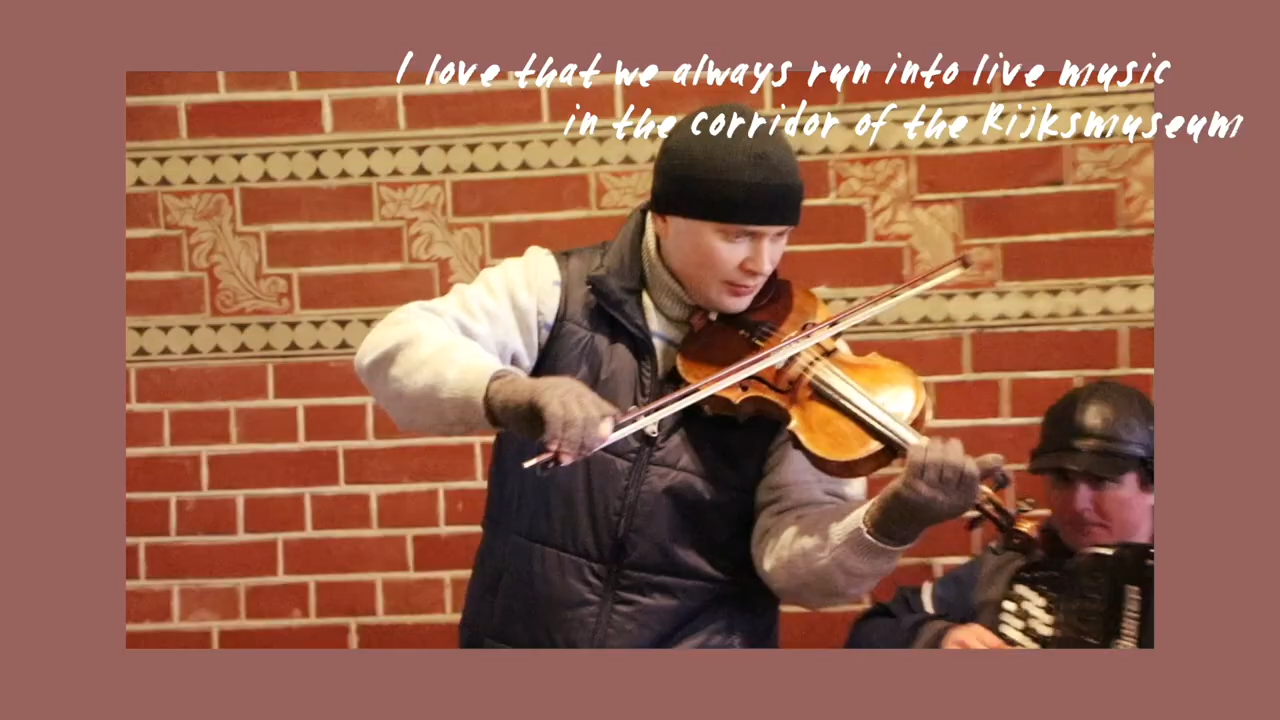 I love that we always run into live music
in the corridor of the Rijksmuseum